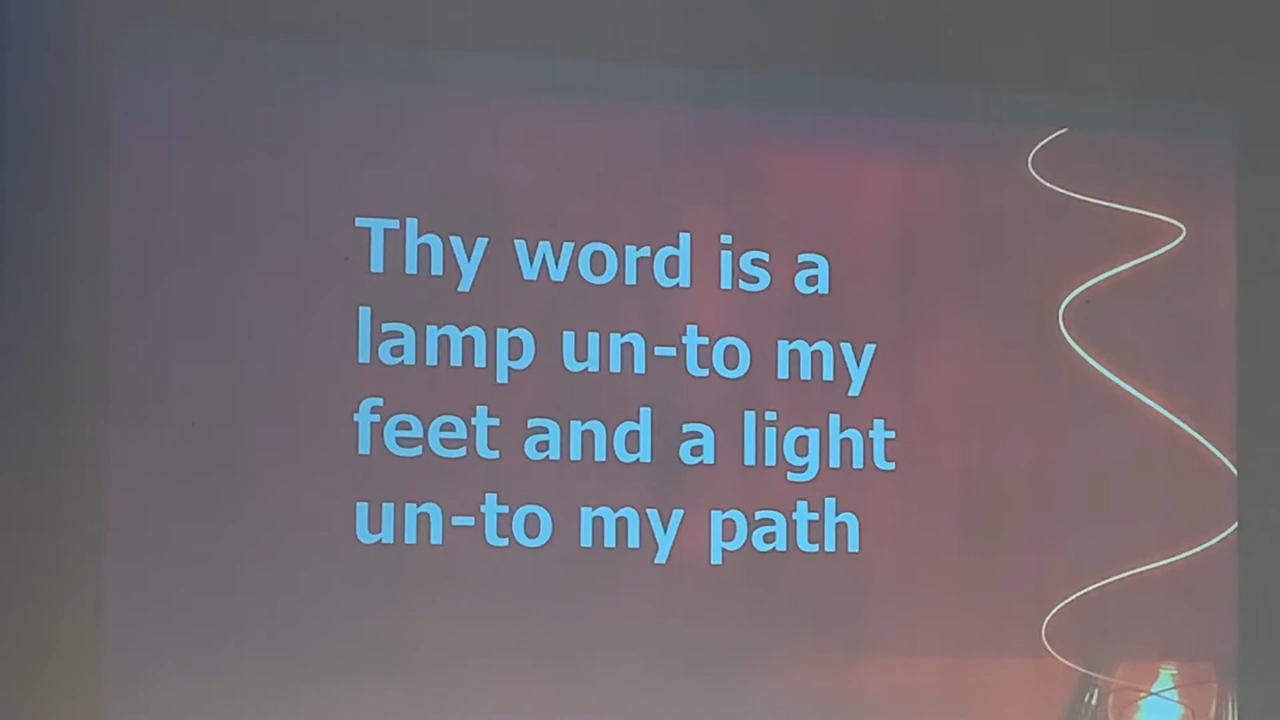 Thy word is a
lamp un-to my
feet and a light
un-to my path